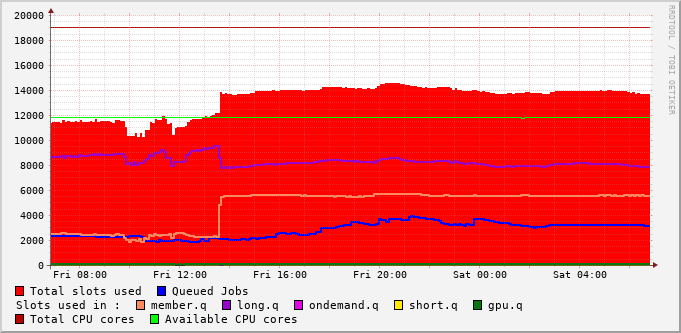 RRDTOOL / TOBI OETIKER
20000
18000
16000
14000
12000
10000
8000
6000
4000
2000
0
Fri 08:00 Fri 12:00 Fri 16:00 Fri 20:00 Sat 00:00 Sat 04:00
Total slots used Queued Jobs
Slots used in : member.q long.q ondemand.q short.q gpu.q
Total CPU cores Available CPU cores